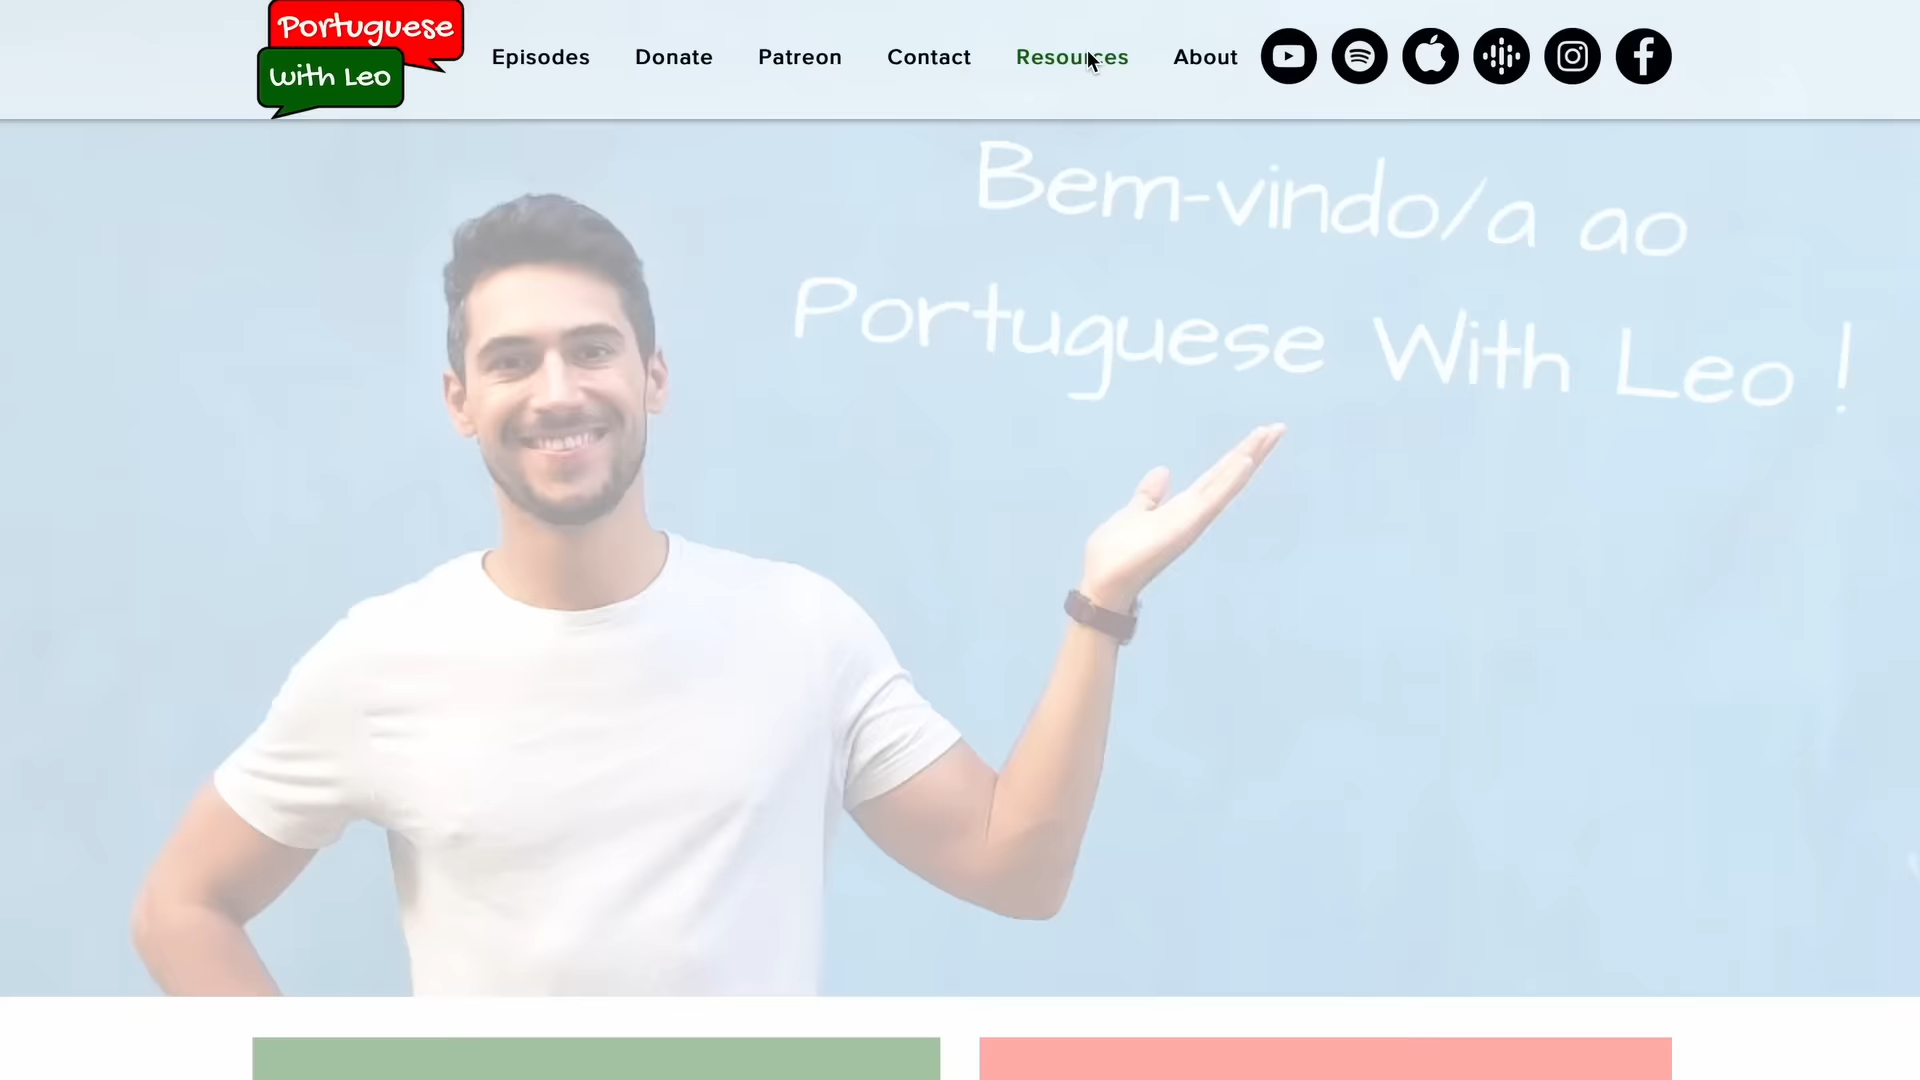 Portuguese
with Leo
Episodes
Donate
Patreon
Contact
Resources
About
Bem-vindo/a ao
Portuguese With Leo !